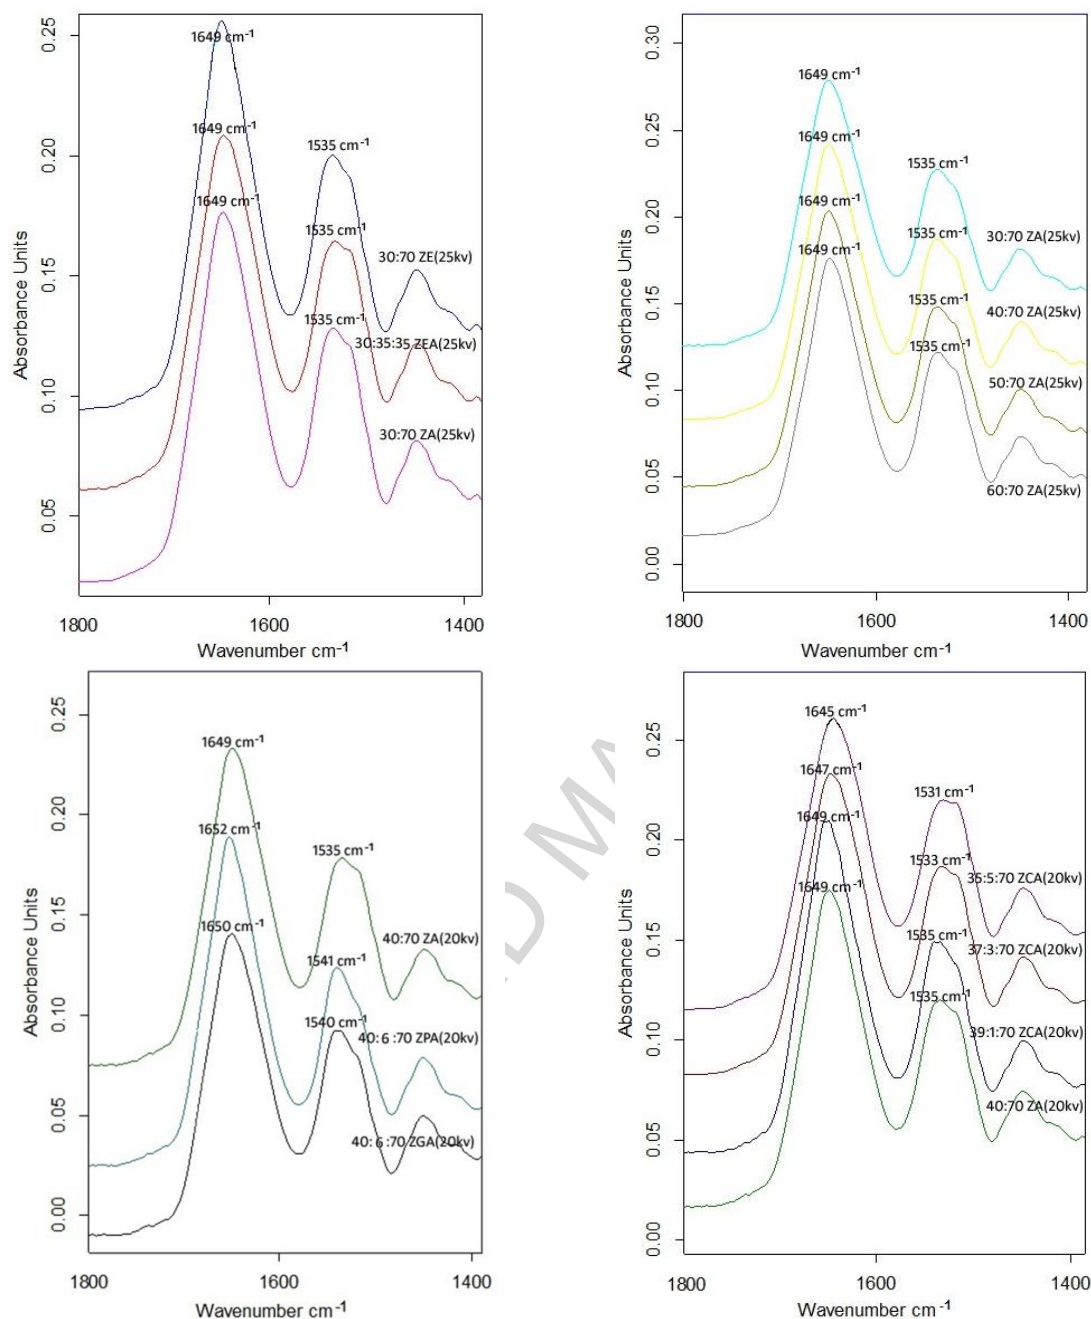 0.25
0.20
0.15
0.10
0.05
Absorbance Units
1649 cm-1
1649 cm-1
1649 cm-1
1535 cm-1
1535 cm-1
1535 cm-1
30:70 ZE(25kv)
30:35:35 ZEA(25kv)
30:70 ZA(25kv)
1800
1600
1400
Wavenumber cm-1
0.30
0.25
0.20
0.15
0.10
0.05
0.00
Absorbance Units
1649 cm-1
1649 cm-1
1649 cm-1
1649 cm-1
1535 cm-1
1535 cm-1
1535 cm-1
1535 cm-1
30:70 ZA(25kv)
40:70 ZA(25kv)
50:70 ZA(25kv)
60:70 ZA(25kv)
1800
1600
1400
Wavenumber cm-1
0.25
0.20
0.15
0.10
0.05
0.00
Absorbance Units
1649 cm-1
1652 cm-1
1650 cm-1
1535 cm-1
1541 cm-1
1540 cm-1
40:70 ZA(20kv)
40:6:70 ZPA(20kv)
40:6:70 ZGA(20kv)
1800
1600
1400
Wavenumber cm-1
0.25
0.20
0.15
0.10
0.05
0.00
Absorbance Units
1645 cm-1
1647 cm-1
1649 cm-1
1649 cm-1
1531 cm-1
1533 cm-1
1535 cm-1
1535 cm-1
35:5:70 ZCA(20kv)
37:3:70 ZCA(20kv)
39:1:70 ZCA(20kv)
40:70 ZA(20kv)
1800
1600
1400
Wavenumber cm-1